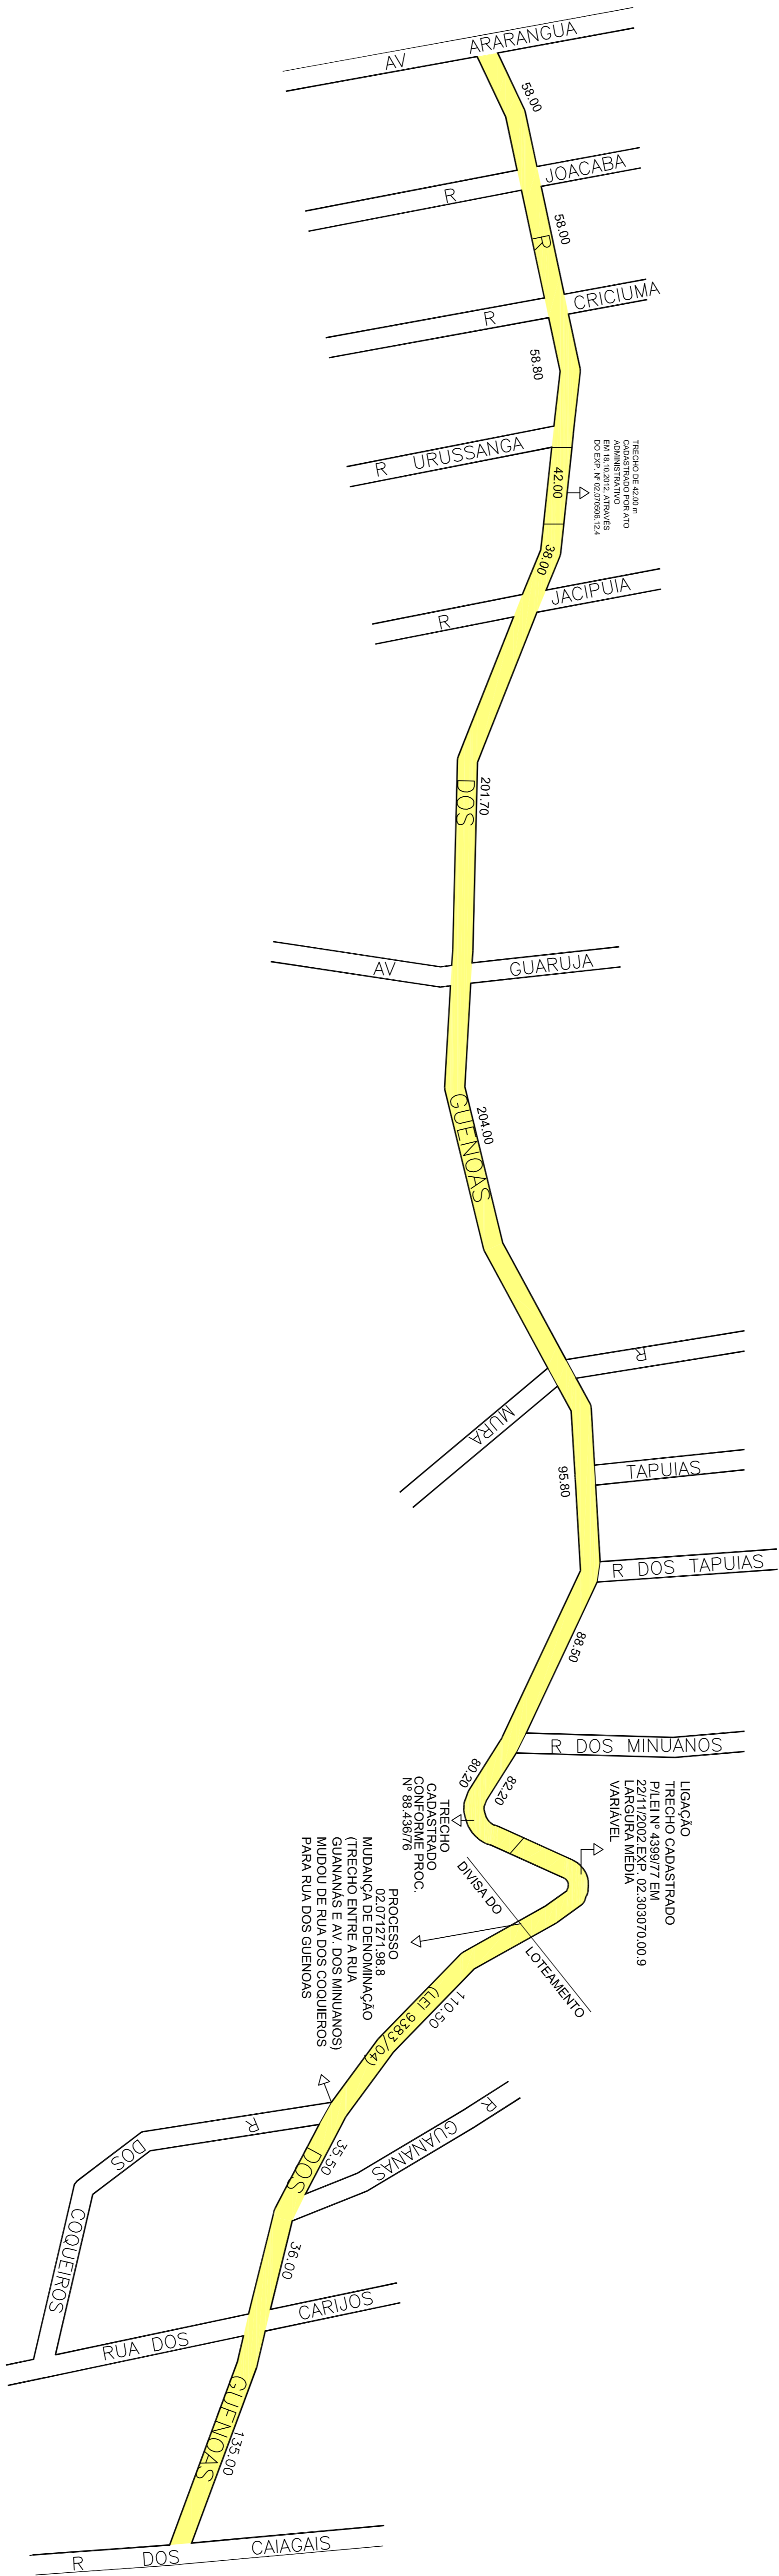 AV ARARANGUA
58.00
R JOACABA
58.00
R
R CRICIUMA
58.80
R URUSSANGA
TRECHO DE 42,00 m
CADASTRADO POR ATO
ADMINISTRATIVO
EM 18.10.2012, ATRAVÉS
DO EXP. Nº 02.070506.12.4
42.00
38.00
R JACIPUIA
201.70
DOS
AV GUARUJA
204.00
GUENOAS
R
MURA
TAPUIAS
95.80
R DOS TAPUIAS
88.50
R DOS MINUANOS
LIGAÇÃO
TRECHO CADASTRADO
P/LEI Nº 4399/77 EM
22/11/2002.EXP. 02.303070.00.9
LARGURA MÉDIA
VARIÁVEL
80.20
82.20
TRECHO
CADASTRADO
CONFORME PROC.
Nº 88.436/76
DIVISA DO LOTEAMENTO
PROCESSO
02.071271.98.8
MUDANÇA DE DENOMINAÇÃO
(TRECHO ENTRE A RUA
GUANANÁS E AV. DOS MINUANOS)
MUDOU DE RUA DOS COQUIEROS
PARA RUA DOS GUENOAS
110.50
(LEI 9383/04)
R GUANANAS
R DOS COQUEIROS
35.50
DOS
36.00
RUA DOS CARIJOS
GUENOAS
135.00
R DOS CAIAGAIS